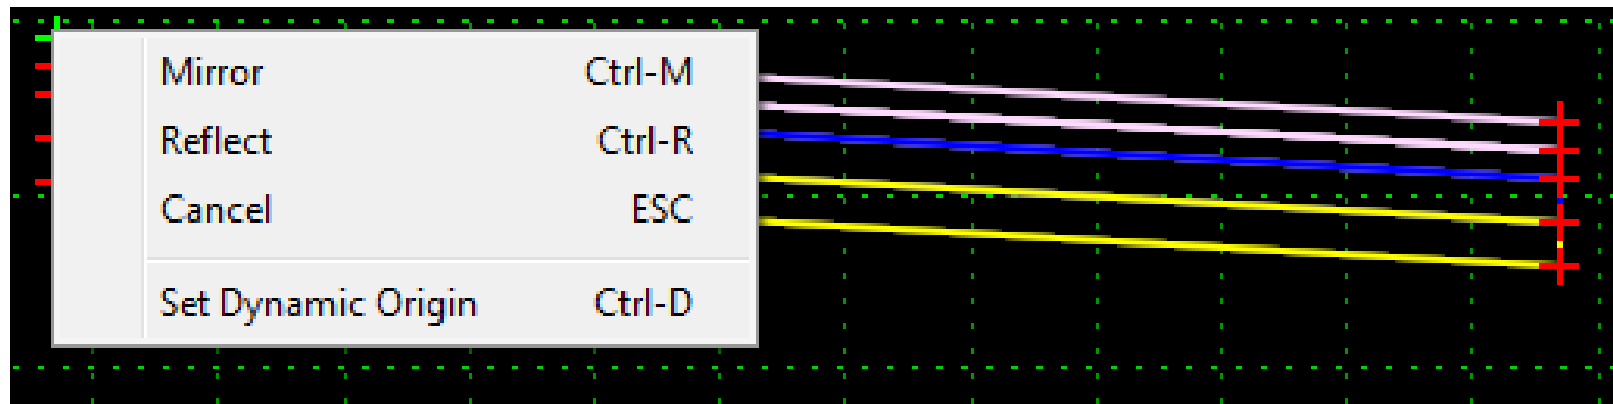 Mirror Ctrl-M
Reflect Ctrl-R
Cancel ESC
Set Dynamic Origin Ctrl-D